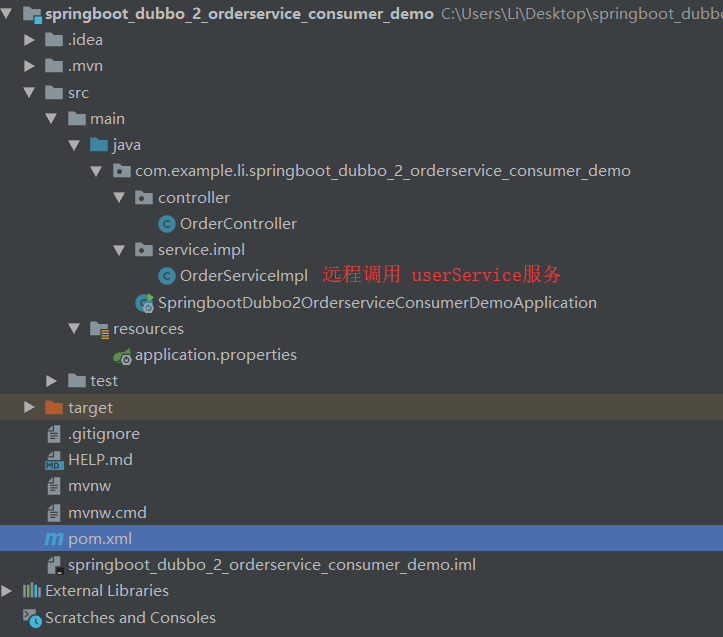 springboot_dubbo_2_orderservice_consumer_demo C:\Users\Li\Desktop\springboot_dubbo
.idea
.mvn
src
main
java
com.example.li.springboot_dubbo_2_orderservice_consumer_demo
controller
OrderController
service.impl
OrderServiceImpl 远程调用 userService服务
SpringbootDubbo2OrderserviceConsumerDemoApplication
resources
application.properties
test
target
.gitignore
HELP.md
mvnw
mvnw.cmd
pom.xml
springboot_dubbo_2_orderservice_consumer_demo.iml
External Libraries
Scratches and Consoles